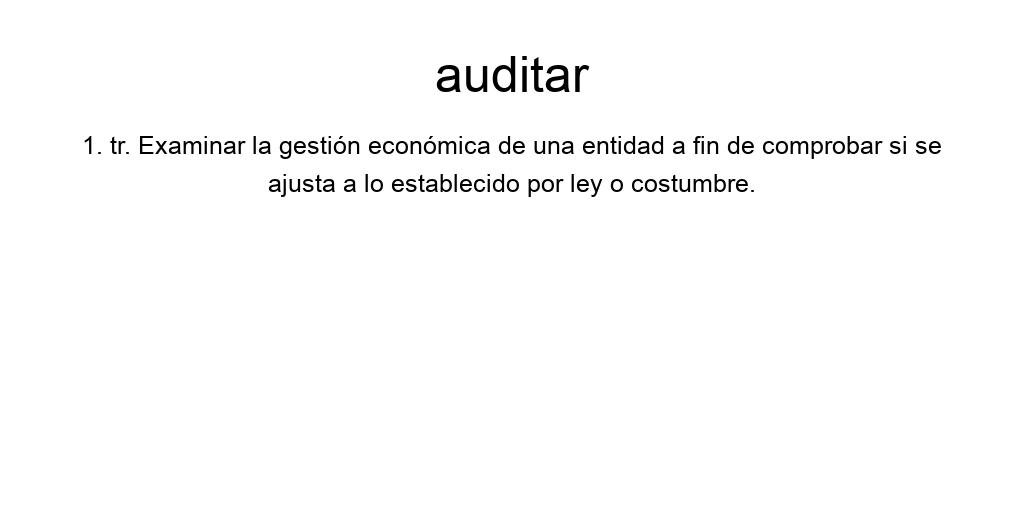 auditar
1. tr. Examinar la gestión económica de una entidad a fin de comprobar si se
ajusta a lo establecido por ley o costumbre.